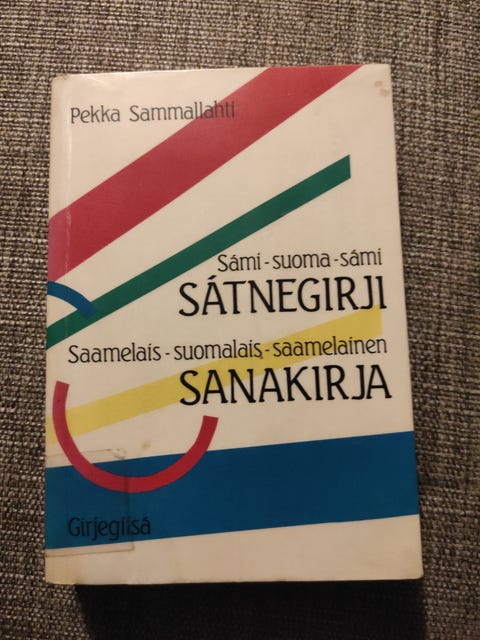 Pekka Sammallahti
Sámi - suoma - sámi
SÁTNEGIRJI
Saamelais - suomalais - saamelainen
SANAKIRJA
Girjegiisá